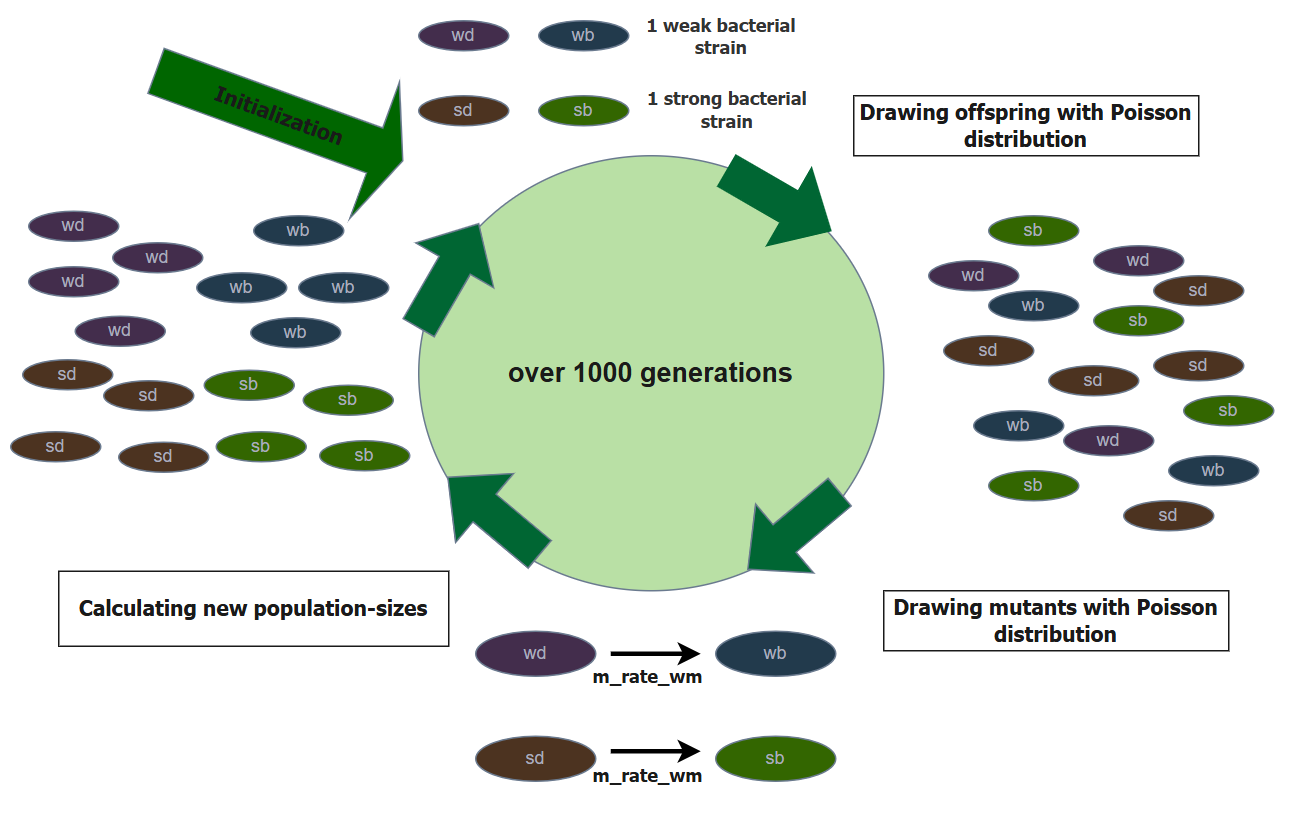 wd wb 1 weak bacterial
strain
sd sb 1 strong bacterial
strain
Initialization
Drawing offspring with Poisson
distribution
sb
wd
wd
sd
wb
sb
sd
sd
sd
sb
wb
wd
wb
sb
sd
Drawing mutants with Poisson
distribution
wd wb
m_rate_wm
sd sb
m_rate_wm
Calculating new population-sizes
wd
wb
wd
wd
wb wb
wd
wb
sd
sb
sd
sb
sd
sb
sd
sb
over 1000 generations